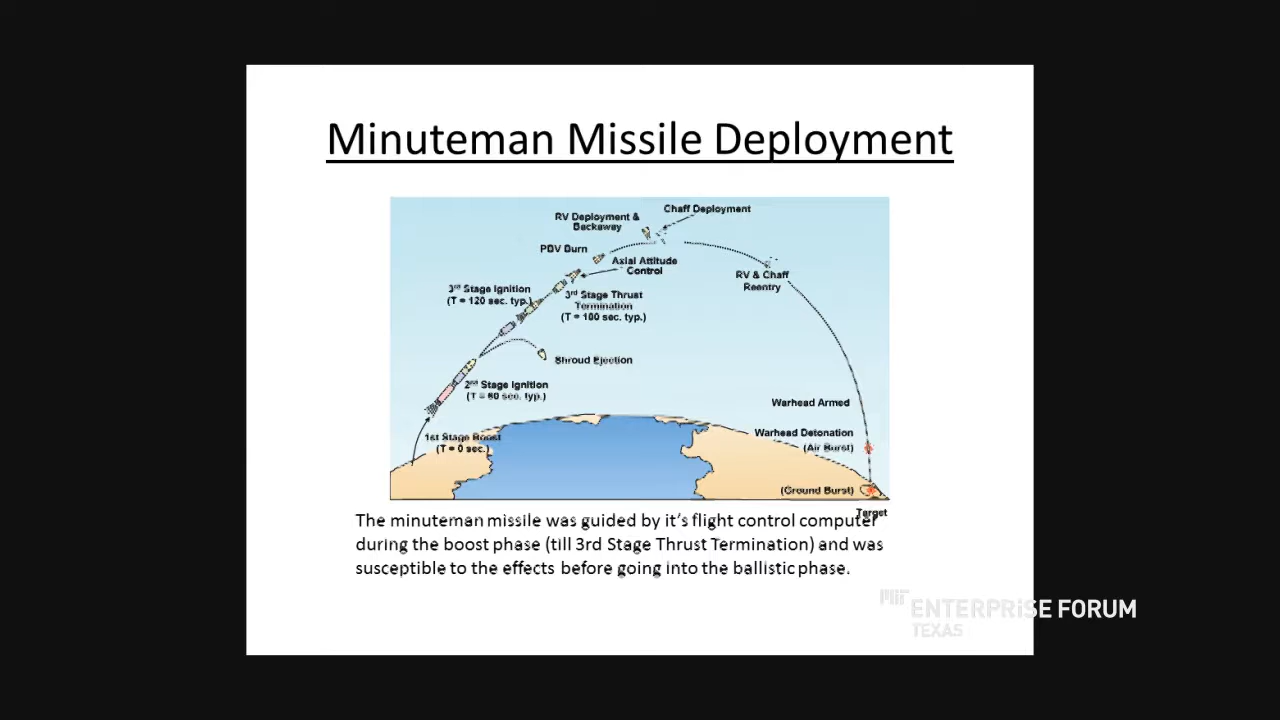 Minuteman Missile Deployment
Chaff Deployment
RV Deployment &
Backaway
PBV Burn
Axial Attitude
Control
RV & Chaff
Reentry
3rd Stage Ignition
(T = 120 sec. typ.)
3rd Stage Thrust
Termination
(T = 180 sec. typ.)
Shroud Ejection
2nd Stage Ignition
(T = 60 sec. typ.)
Warhead Armed
1st Stage Boost
(T = 0 sec.)
Warhead Detonation
(Air Burst)
(Ground Burst)
Target
The minuteman missile was guided by it's flight control computer
during the boost phase (till 3rd Stage Thrust Termination) and was
susceptible to the effects before going into the ballistic phase.
MIT
ENTERPRISE FORUM
TEXAS